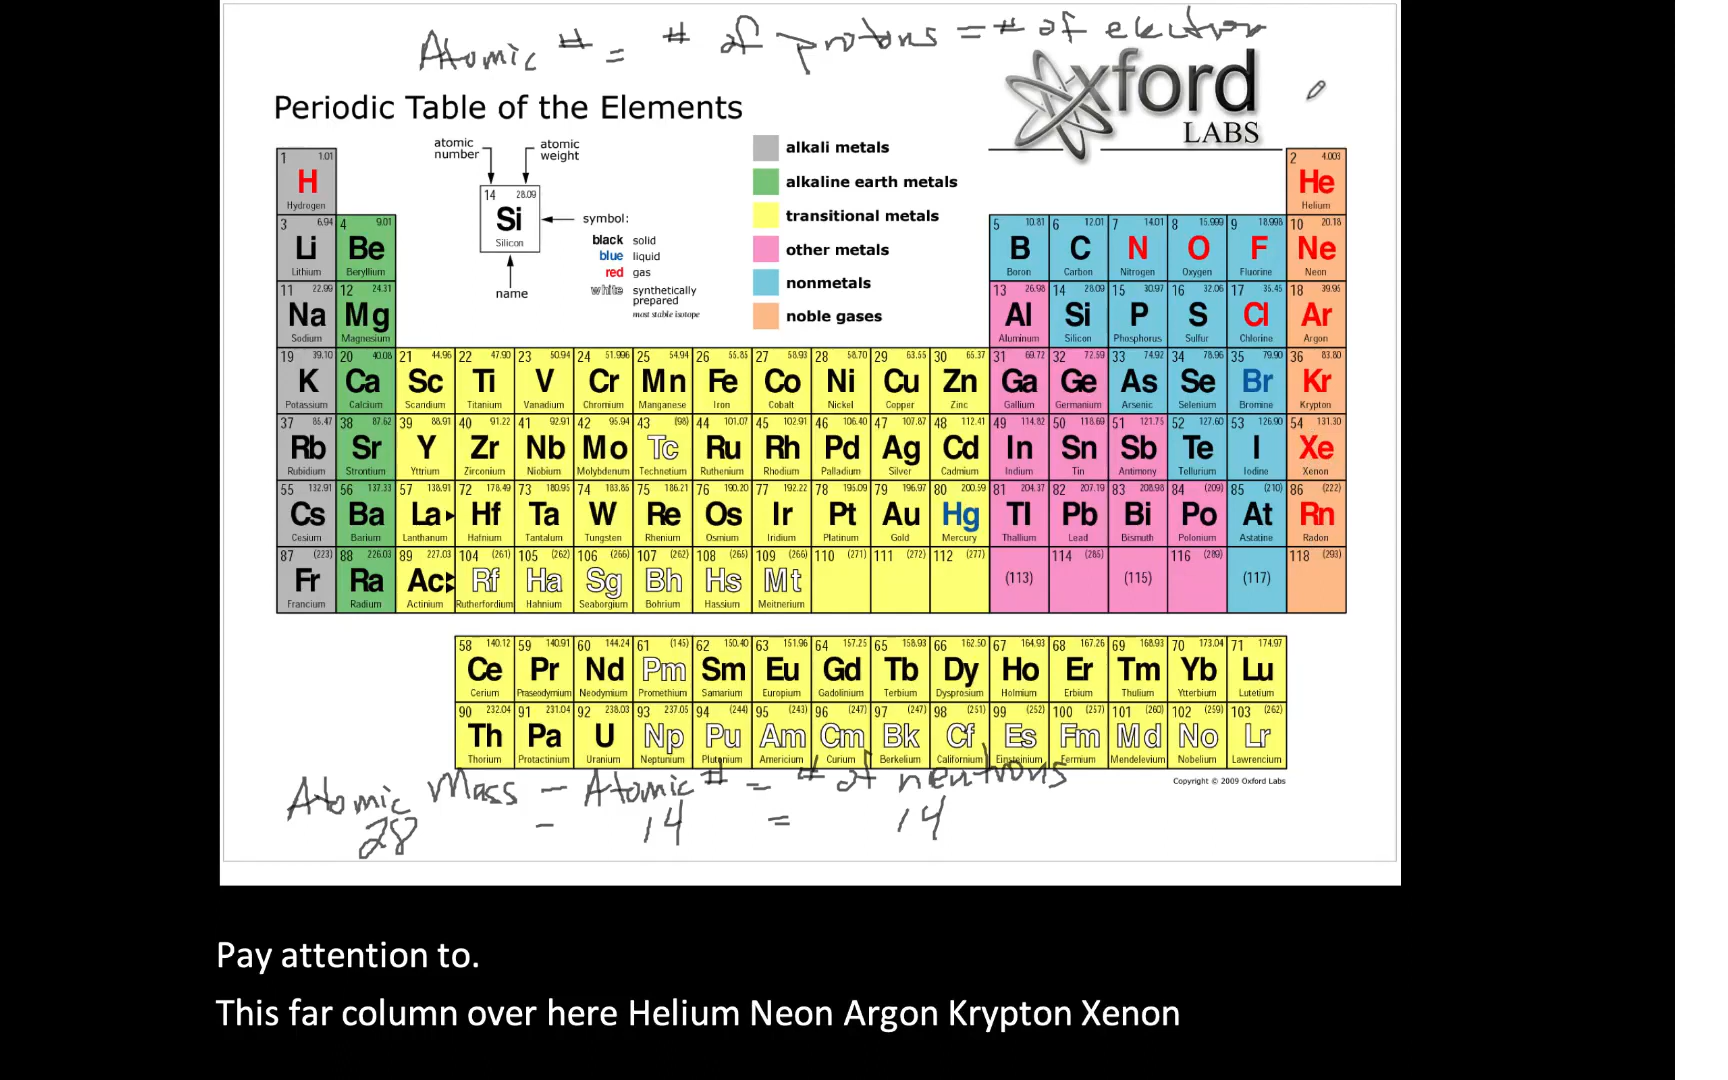 Atomic # = # of protons = # of electron
Oxford
LABS
Periodic Table of the Elements
atomic number
atomic weight
14 28.09
Si
Silicon
symbol:
black solid
blue liquid
red gas
white synthetically prepared
most stable isotope
name
alkali metals
alkaline earth metals
transitional metals
other metals
nonmetals
noble gases
1 1.01 2 4.003
H He
Hydrogen Helium
3 6.94 4 9.01 5 10.81 6 12.01 7 14.01 8 15.999 9 18.998 10 20.18
Li Be B C N O F Ne
Lithium Beryllium Boron Carbon Nitrogen Oxygen Fluorine Neon
11 22.99 12 24.31 13 26.98 14 28.09 15 30.97 16 32.06 17 35.45 18 39.95
Na Mg Al Si P S Cl Ar
Sodium Magnesium Aluminum Silicon Phosphorus Sulfur Chlorine Argon
19 39.10 20 40.08 21 44.96 22 47.90 23 50.94 24 51.996 25 54.94 26 55.85 27 58.93 28 58.70 29 63.55 30 65.37 31 69.72 32 72.59 33 74.92 34 78.96 35 79.90 36 83.80
K Ca Sc Ti V Cr Mn Fe Co Ni Cu Zn Ga Ge As Se Br Kr
Potassium Calcium Scandium Titanium Vanadium Chromium Manganese Iron Cobalt Nickel Copper Zinc Gallium Germanium Arsenic Selenium Bromine Krypton
37 85.47 38 87.62 39 88.91 40 91.22 41 92.91 42 95.94 43 (98) 44 101.07 45 102.91 46 106.40 47 107.87 48 112.41 49 114.82 50 118.69 51 121.75 52 127.60 53 126.90 54 131.30
Rb Sr Y Zr Nb Mo Tc Ru Rh Pd Ag Cd In Sn Sb Te I Xe
Rubidium Strontium Yttrium Zirconium Niobium Molybdenum Technetium Ruthenium Rhodium Palladium Silver Cadmium Indium Tin Antimony Tellurium Iodine Xenon
55 132.91 56 137.33 57 138.91 72 178.49 73 180.95 74 183.85 75 186.21 76 190.20 77 192.22 78 195.09 79 196.97 80 200.59 81 204.37 82 207.19 83 208.98 84 (209) 85 (210) 86 (222)
Cs Ba La Hf Ta W Re Os Ir Pt Au Hg Tl Pb Bi Po At Rn
Cesium Barium Lanthanum Hafnium Tantalum Tungsten Rhenium Osmium Iridium Platinum Gold Mercury Thallium Lead Bismuth Polonium Astatine Radon
87 (223) 88 226.03 89 227.03 104 (261) 105 (262) 106 (266) 107 (262) 108 (265) 109 (266) 110 (271) 111 (272) 112 (277) (113) 114 (285) (115) 116 (289) (117) 118 (293)
Fr Ra Ac Rf Ha Sg Bh Hs Mt
Francium Radium Actinium Rutherfordium Hahnium Seaborgium Bohrium Hassium Meitnerium
58 140.12 59 140.91 60 144.24 61 (145) 62 150.40 63 151.96 64 157.25 65 158.93 66 162.50 67 164.93 68 167.26 69 168.93 70 173.04 71 174.97
Ce Pr Nd Pm Sm Eu Gd Tb Dy Ho Er Tm Yb Lu
Cerium Praseodymium Neodymium Promethium Samarium Europium Gadolinium Terbium Dysprosium Holmium Erbium Thulium Ytterbium Lutetium
90 232.04 91 231.04 92 238.03 93 237.05 94 (244) 95 (243) 96 (247) 97 (247) 98 (251) 99 (252) 100 (257) 101 (260) 102 (259) 103 (262)
Th Pa U Np Pu Am Cm Bk Cf Es Fm Md No Lr
Thorium Protactinium Uranium Neptunium Plutonium Americium Curium Berkelium Californium Einsteinium Fermium Mendelevium Nobelium Lawrencium
Copyright © 2009 Oxford Labs
Atomic Mass - Atomic # = # of neutrons
28 - 14 = 14
Pay attention to.
This far column over here Helium Neon Argon Krypton Xenon